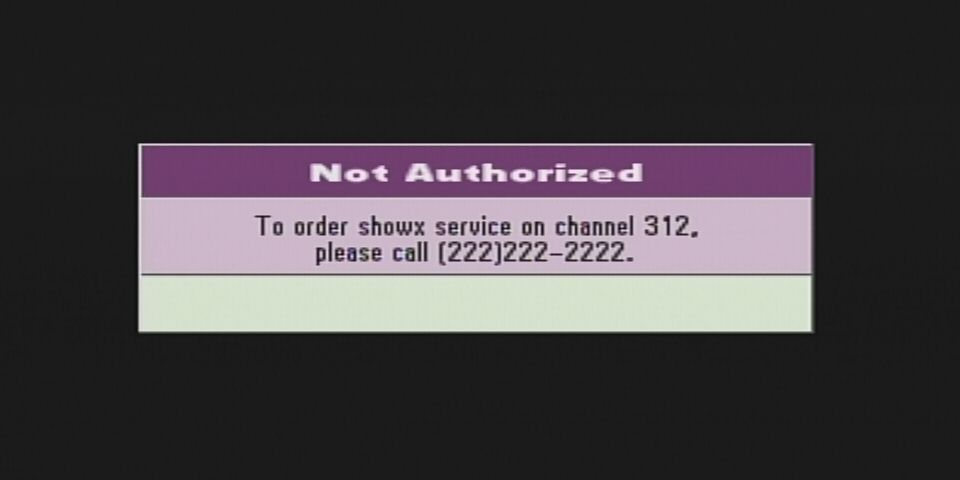 Not Authorized
To order showx service on channel 312,
please call (222)222-2222.